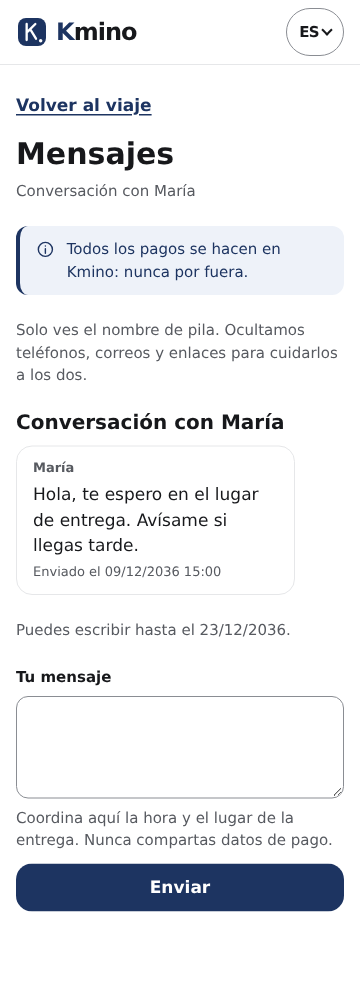 Kmino
ES
Volver al viaje
Mensajes
Conversación con María
Todos los pagos se hacen en
Kmino: nunca por fuera.
Solo ves el nombre de pila. Ocultamos
teléfonos, correos y enlaces para cuidarlos
a los dos.
Conversación con María
María
Hola, te espero en el lugar
de entrega. Avísame si
llegas tarde.
Enviado el 09/12/2036 15:00
Puedes escribir hasta el 23/12/2036.
Tu mensaje
Coordina aquí la hora y el lugar de la
entrega. Nunca compartas datos de pago.
Enviar